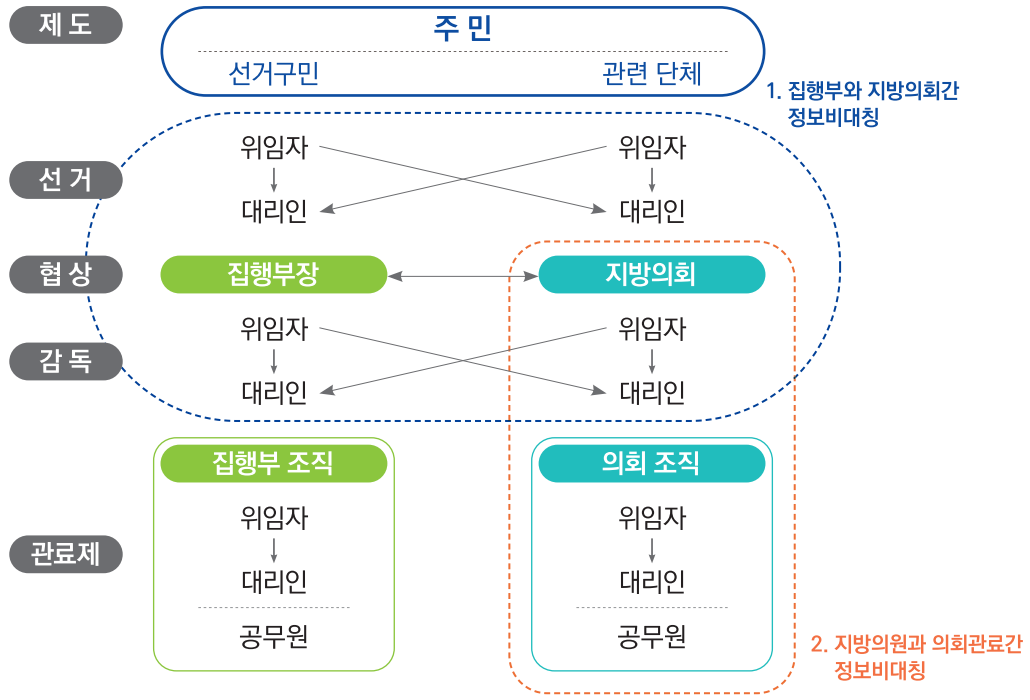 제 도
주 민
선거구민 관련 단체
1. 집행부와 지방의회간
정보비대칭
선 거
위임자 위임자
대리인 대리인
협 상
집행부장 지방의회
감 독
위임자 위임자
대리인 대리인
집행부 조직 의회 조직
관료제
위임자 위임자
대리인 대리인
공무원 공무원
2. 지방의원과 의회관료간
정보비대칭